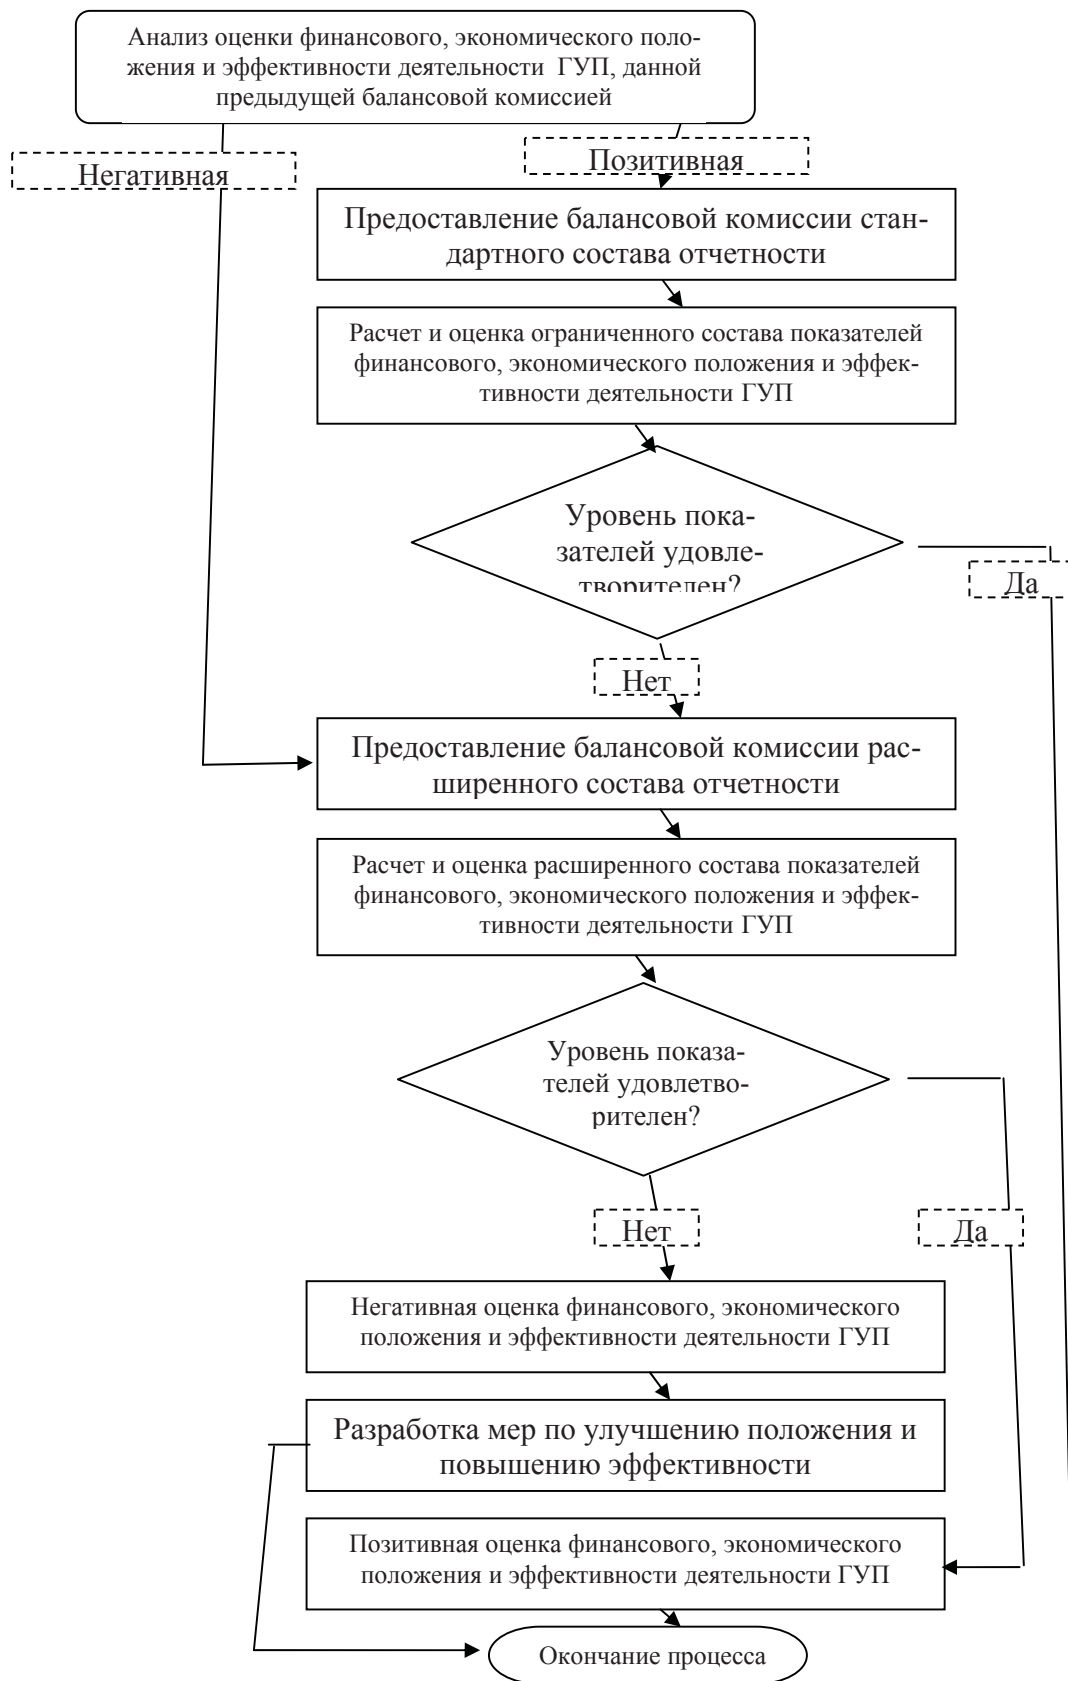 Анализ оценки финансового, экономического поло-
жения и эффективности деятельности ГУП, данной
предыдущей балансовой комиссией
Негативная
Позитивная
Предоставление балансовой комиссии стан-
дартного состава отчетности
Расчет и оценка ограниченного состава показателей
финансового, экономического положения и эффек-
тивности деятельности ГУП
Уровень пока-
зателей удовле-
творителен?
Да
Нет
Предоставление балансовой комиссии рас-
ширенного состава отчетности
Расчет и оценка расширенного состава показателей
финансового, экономического положения и эффек-
тивности деятельности ГУП
Уровень показа-
телей удовлетво-
рителен?
Нет
Да
Негативная оценка финансового, экономического
положения и эффективности деятельности ГУП
Разработка мер по улучшению положения и
повышению эффективности
Позитивная оценка финансового, экономического
положения и эффективности деятельности ГУП
Окончание процесса